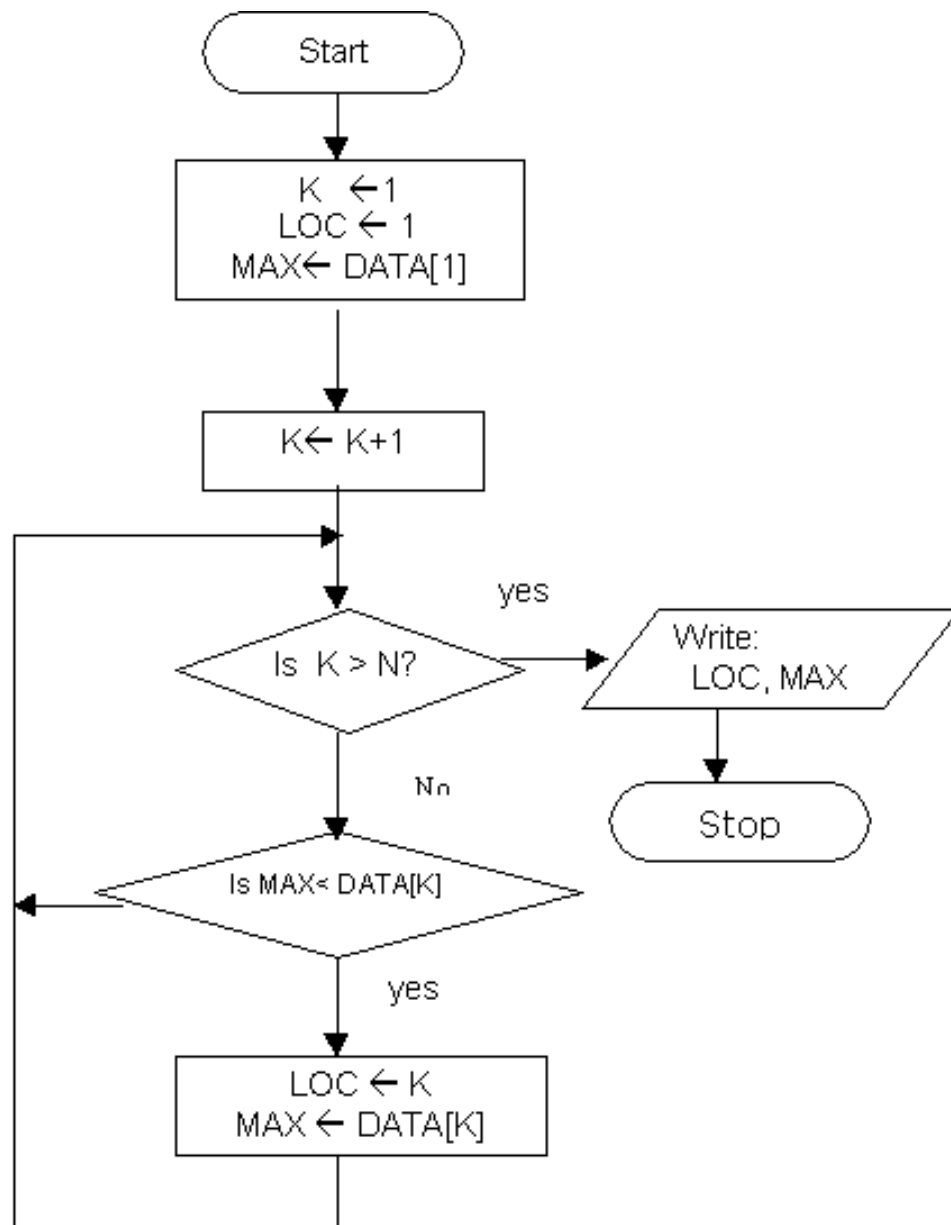 Start
K ←1
LOC ← 1
MAX← DATA[1]
K← K+1
yes
Is K > N?
Write:
LOC, MAX
No
Stop
Is MAX< DATA[K]
yes
LOC ← K
MAX ← DATA[K]